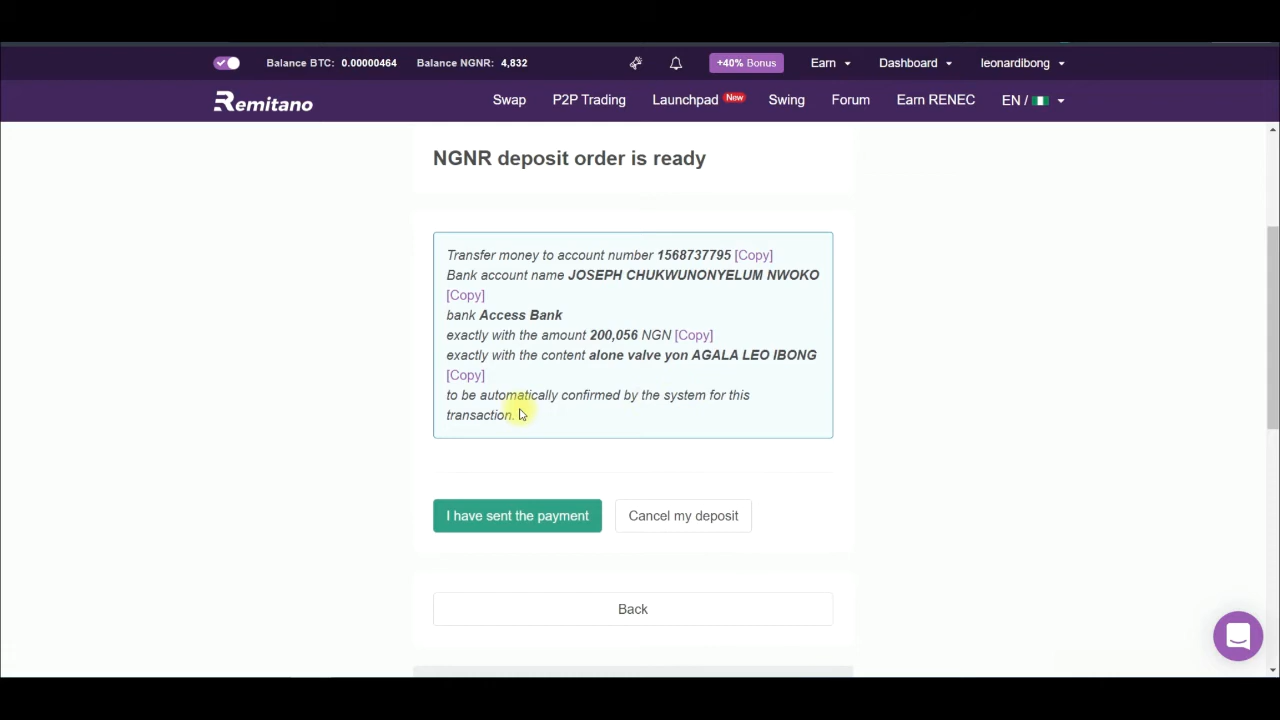 Balance BTC: 0.00000464 Balance NGNR: 4,832 +40% Bonus Earn Dashboard leonardibong
Remitano Swap P2P Trading Launchpad New Swing Forum Earn RENEC EN /
NGNR deposit order is ready
Transfer money to account number 1568737795 [Copy]
Bank account name JOSEPH CHUKWUNONYELUM NWOKO
[Copy]
bank Access Bank
exactly with the amount 200,056 NGN [Copy]
exactly with the content alone valve yon AGALA LEO IBONG
[Copy]
to be automatically confirmed by the system for this
transaction.
I have sent the payment Cancel my deposit
Back